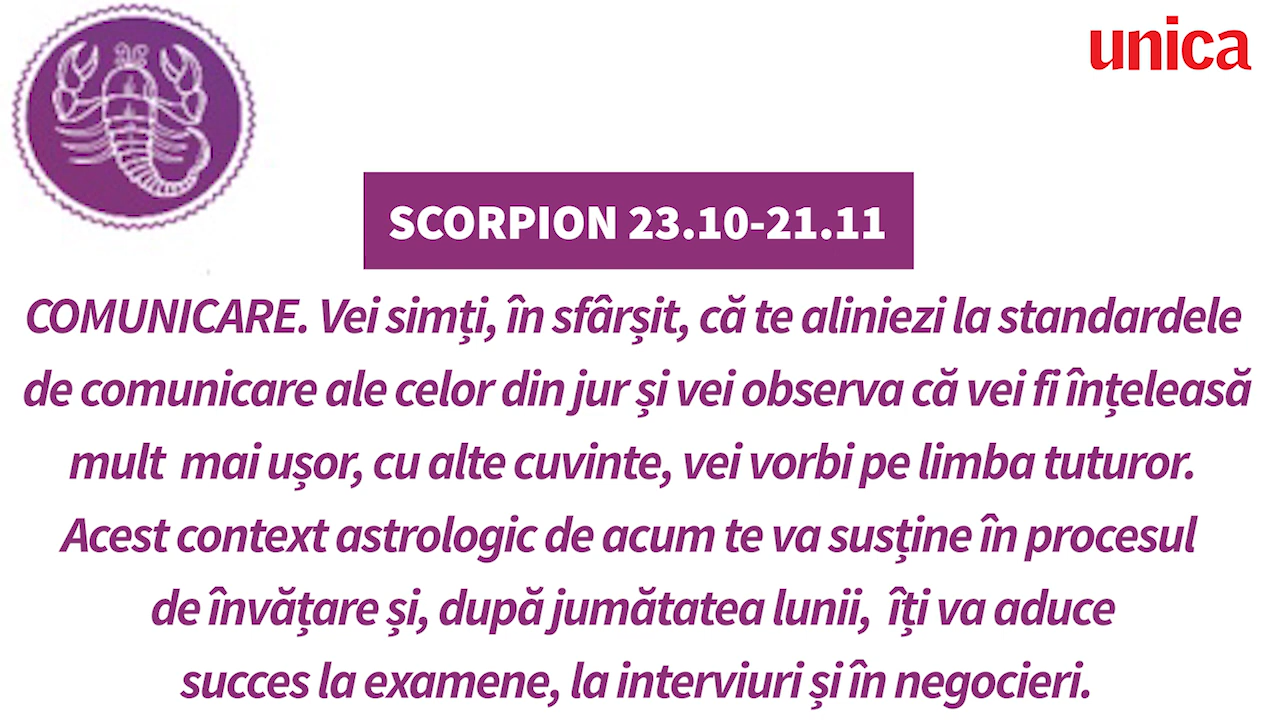 unica
SCORPION 23.10-21.11
COMUNICARE. Vei simți, în sfârșit, că te aliniezi la standardele
de comunicare ale celor din jur și vei observa că vei fi înțeleasă
mult  mai ușor, cu alte cuvinte, vei vorbi pe limba tuturor.
Acest context astrologic de acum te va susține în procesul
de învățare și, după jumătatea lunii,  îți va aduce
succes la examene, la interviuri și în negocieri.